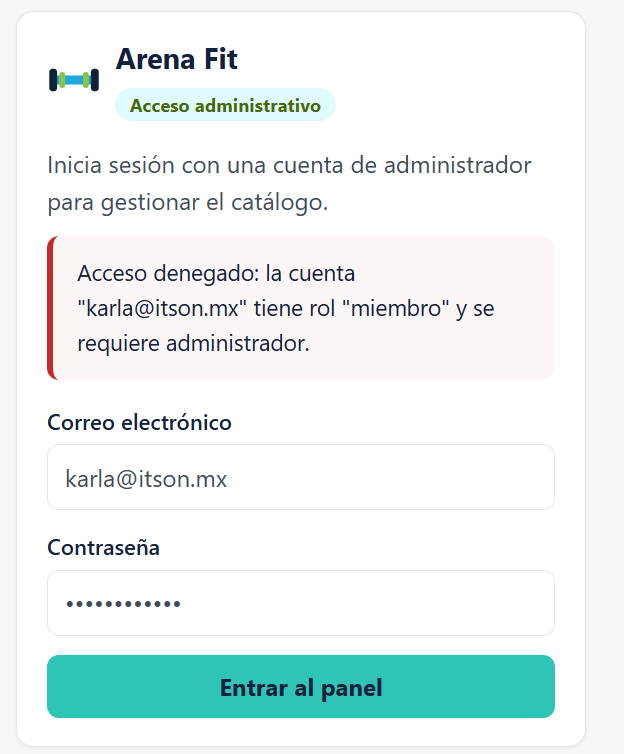 Arena Fit
Acceso administrativo
Inicia sesión con una cuenta de administrador
para gestionar el catálogo.
Acceso denegado: la cuenta
"karla@itson.mx" tiene rol "miembro" y se
requiere administrador.
Correo electrónico
karla@itson.mx
Contraseña
••••••••••••
Entrar al panel